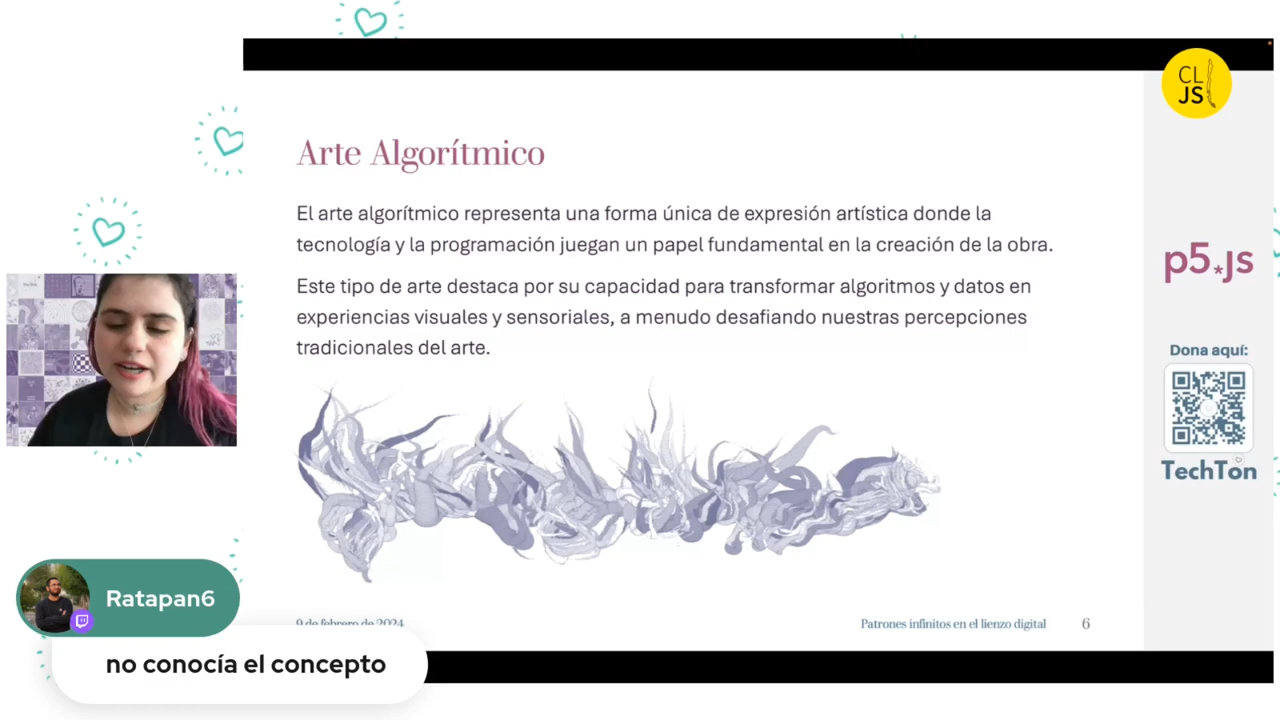 CL
JS
Arte Algorítmico
El arte algorítmico representa una forma única de expresión artística donde la
tecnología y la programación juegan un papel fundamental en la creación de la obra.
Este tipo de arte destaca por su capacidad para transformar algoritmos y datos en
experiencias visuales y sensoriales, a menudo desafiando nuestras percepciones
tradicionales del arte.
p5*JS
Dona aquí:
TechTon
9 de febrero de 2024
Patrones infinitos en el lienzo digital
6
Ratapan6
no conocía el concepto